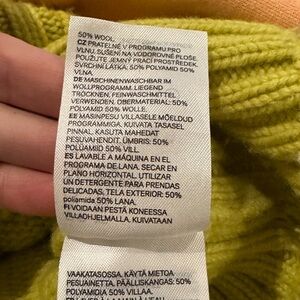 50% WOOL.
CZ PRATELNÉ V PROGRAMU PRO
VLNU, SUŠENÍ NA VODOROVNÉ PLOŠE,
POUŽIJTE JEMNÝ PRACÍ PROSTŘEDEK,
SVRCHNÍ LÁTKA: 50% POLYAMID 50%
VLNA.
DE MASCHINENWASCHBAR IM
WOLLPROGRAMM, LIEGEND
TROCKNEN, FEINWASCHMITTEL
VERWENDEN, OBERMATERIAL: 50%
POLYAMID 50% WOLLE.
EE MASINPESU VILLASELE MÕELDUD
PROGRAMMIGA, KUIVATA TASASEL
PINNAL, KASUTA MAHEDAT
PESUVAHENDIT, ÜMBRIS: 50%
POLÜAMIID 50% VILL.
ES LAVABLE A MÁQUINA EN EL
PROGRAMA DE LANA, SECAR EN
PLANO HORIZONTAL, UTILIZAR
UN DETERGENTE PARA PRENDAS
DELICADAS, TELA EXTERIOR: 50%
poliamida 50% LANA.
FI VOIDAAN PESTÄ KONEESSA
VILLAOHJELMALLA, KUIVATAAN
VAAKATASOSSA, KÄYTÄ MIETOA
PESUAINETTA, PÄÄLLISKANGAS: 50%
POLYAMIDIA 50% VILLAA.